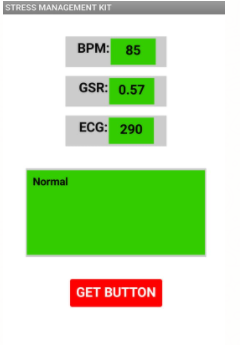 STRESS MANAGEMENT KIT
BPM: 85
GSR: 0.57
ECG: 290
Normal
GET BUTTON